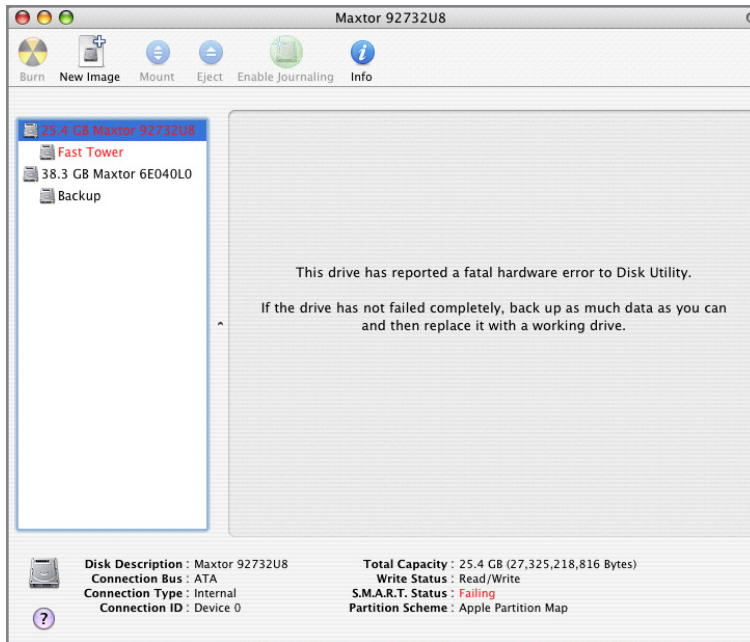 Maxtor 92732U8
Burn New Image Mount Eject Enable Journaling Info
25.4 GB Maxtor 92732U8
Fast Tower
38.3 GB Maxtor 6E040L0
Backup
This drive has reported a fatal hardware error to Disk Utility.
If the drive has not failed completely, back up as much data as you can
and then replace it with a working drive.
Disk Description : Maxtor 92732U8
Connection Bus : ATA
Connection Type : Internal
Connection ID : Device 0
Total Capacity : 25.4 GB (27,325,218,816 Bytes)
Write Status : Read/Write
S.M.A.R.T. Status : Failing
Partition Scheme : Apple Partition Map
?